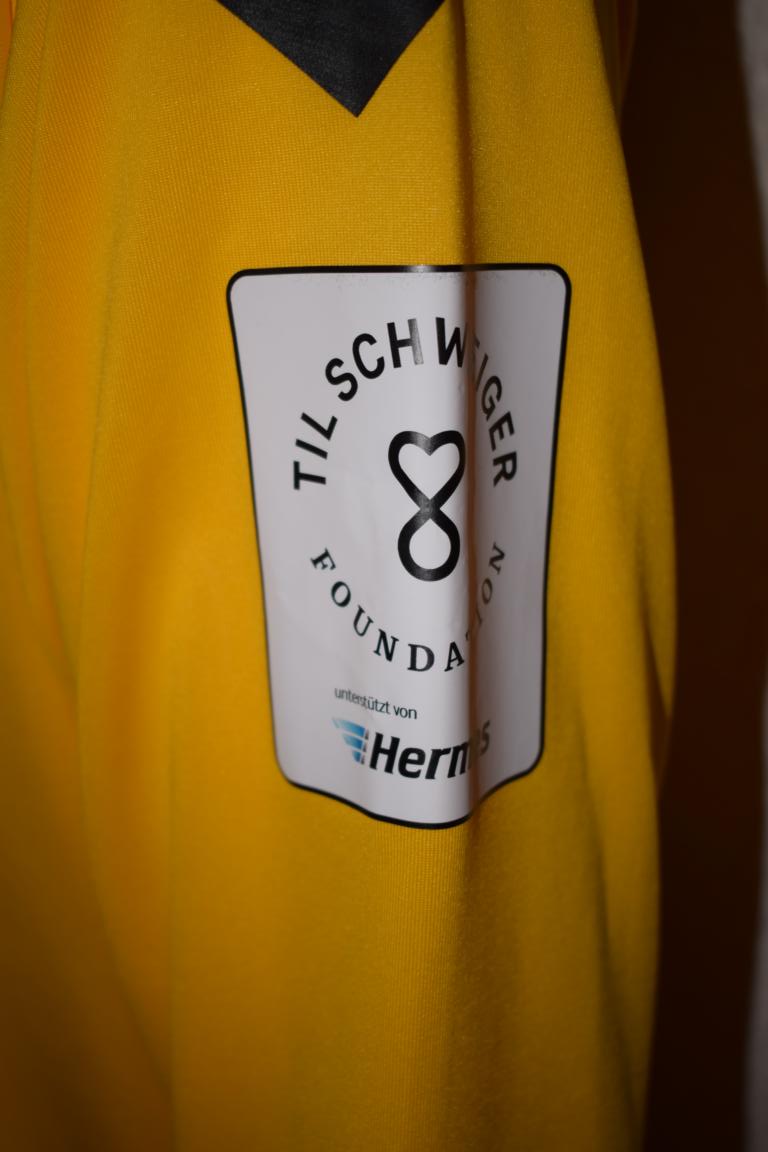 TIL SCHWEIGER
FOUNDATION
unterstützt von
Hermes